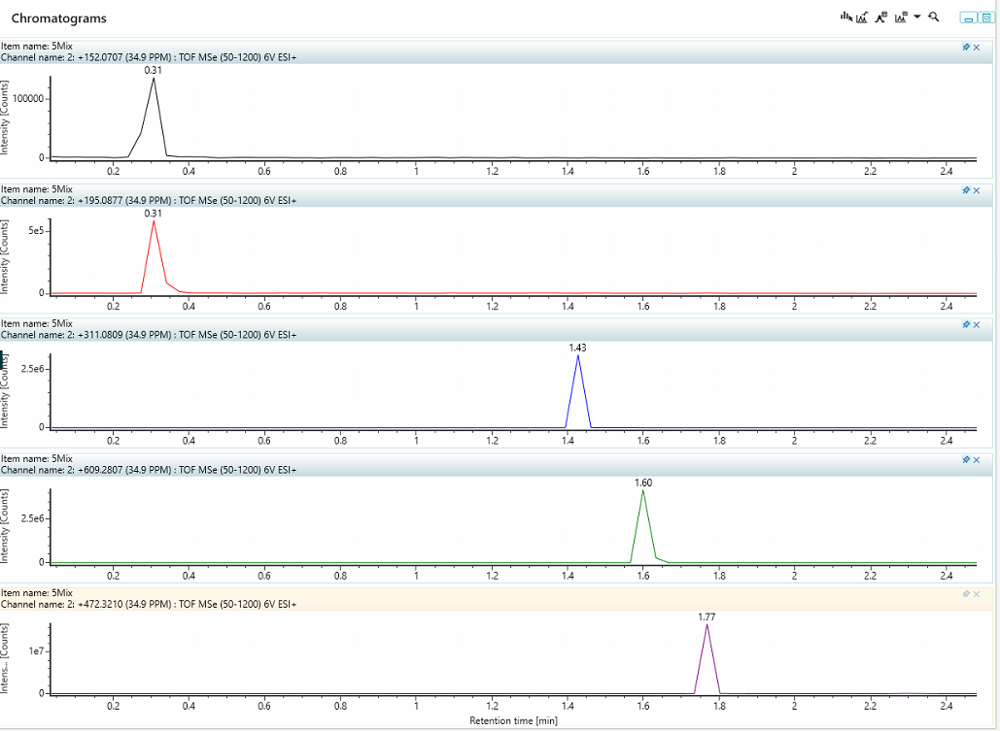 Chromatograms
Item name: 5Mix
Channel name: 2: +152.0707 (34.9 PPM) : TOF MSe (50-1200) 6V ESI+
0.31
Intensity [Counts]
100000
0
0.2 0.4 0.6 0.8 1 1.2 1.4 1.6 1.8 2 2.2 2.4
Item name: 5Mix
Channel name: 2: +195.0877 (34.9 PPM) : TOF MSe (50-1200) 6V ESI+
0.31
Intensity [Counts]
5e5
0
0.2 0.4 0.6 0.8 1 1.2 1.4 1.6 1.8 2 2.2 2.4
Item name: 5Mix
Channel name: 2: +311.0809 (34.9 PPM) : TOF MSe (50-1200) 6V ESI+
1.43
Intensity [Counts]
2.5e6
0
0.2 0.4 0.6 0.8 1 1.2 1.4 1.6 1.8 2 2.2 2.4
Item name: 5Mix
Channel name: 2: +609.2807 (34.9 PPM) : TOF MSe (50-1200) 6V ESI+
1.60
Intensity [Counts]
2.5e6
0
0.2 0.4 0.6 0.8 1 1.2 1.4 1.6 1.8 2 2.2 2.4
Item name: 5Mix
Channel name: 2: +472.3210 (34.9 PPM) : TOF MSe (50-1200) 6V ESI+
1.77
Intens... [Counts]
1e7
0
0.2 0.4 0.6 0.8 1 1.2 1.4 1.6 1.8 2 2.2 2.4
Retention time [min]